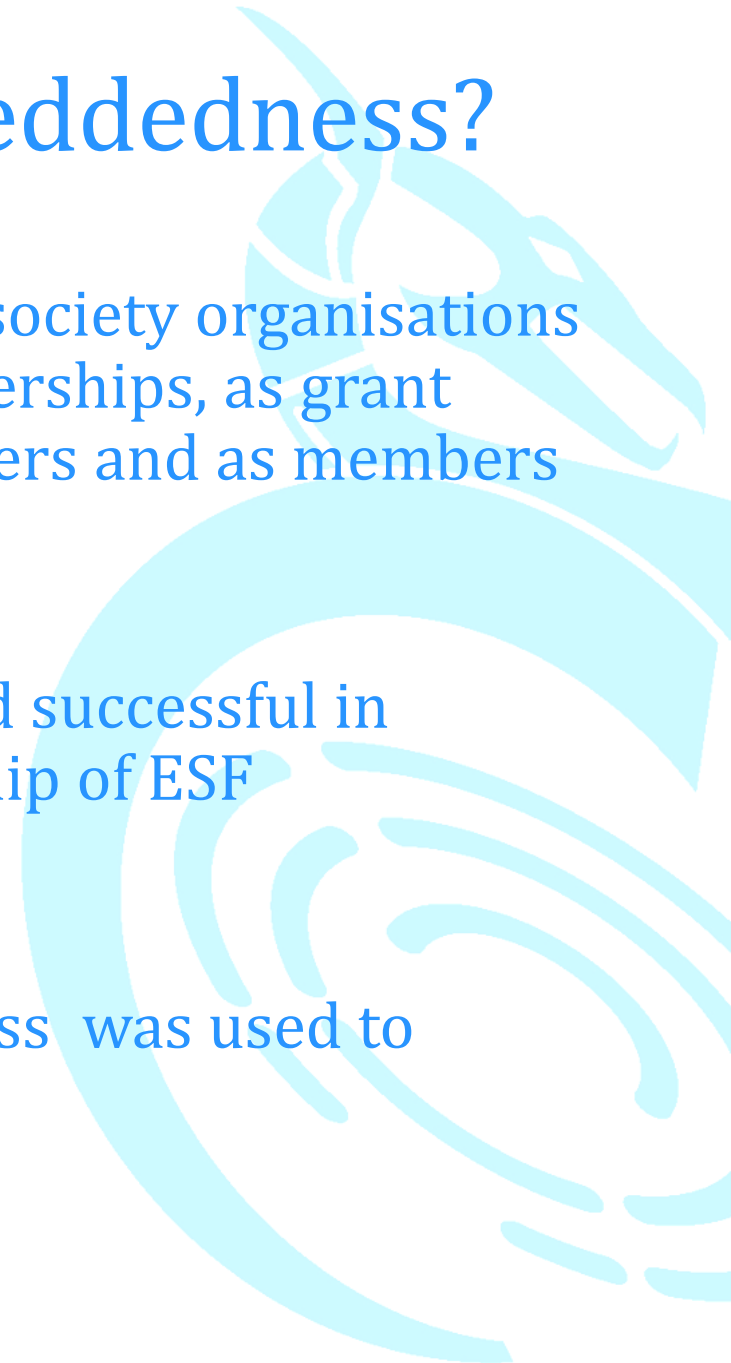 eddedness?
society organisations
erships, as grant
ers and as members
d successful in
ip of ESF
ss was used to